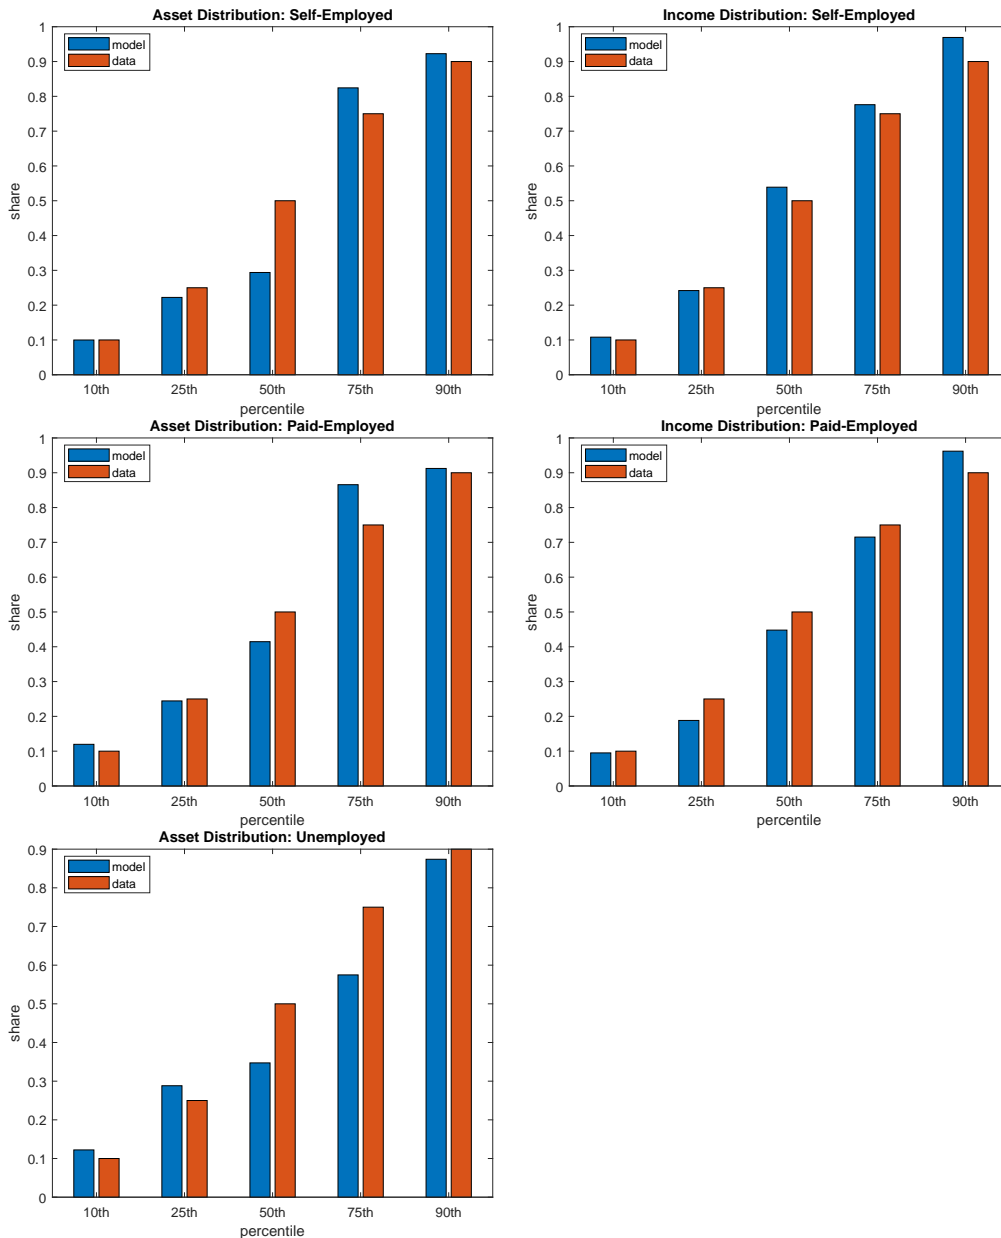 Asset Distribution: Self-Employed
1
0.9
0.8
0.7
0.6
0.5
0.4
0.3
0.2
0.1
0
share
model
data
10th 25th 50th 75th 90th
percentile
Income Distribution: Self-Employed
1
0.9
0.8
0.7
0.6
0.5
0.4
0.3
0.2
0.1
0
share
model
data
10th 25th 50th 75th 90th
percentile
Asset Distribution: Paid-Employed
1
0.9
0.8
0.7
0.6
0.5
0.4
0.3
0.2
0.1
0
share
model
data
10th 25th 50th 75th 90th
percentile
Income Distribution: Paid-Employed
1
0.9
0.8
0.7
0.6
0.5
0.4
0.3
0.2
0.1
0
share
model
data
10th 25th 50th 75th 90th
percentile
Asset Distribution: Unemployed
0.9
0.8
0.7
0.6
0.5
0.4
0.3
0.2
0.1
0
share
model
data
10th 25th 50th 75th 90th
percentile